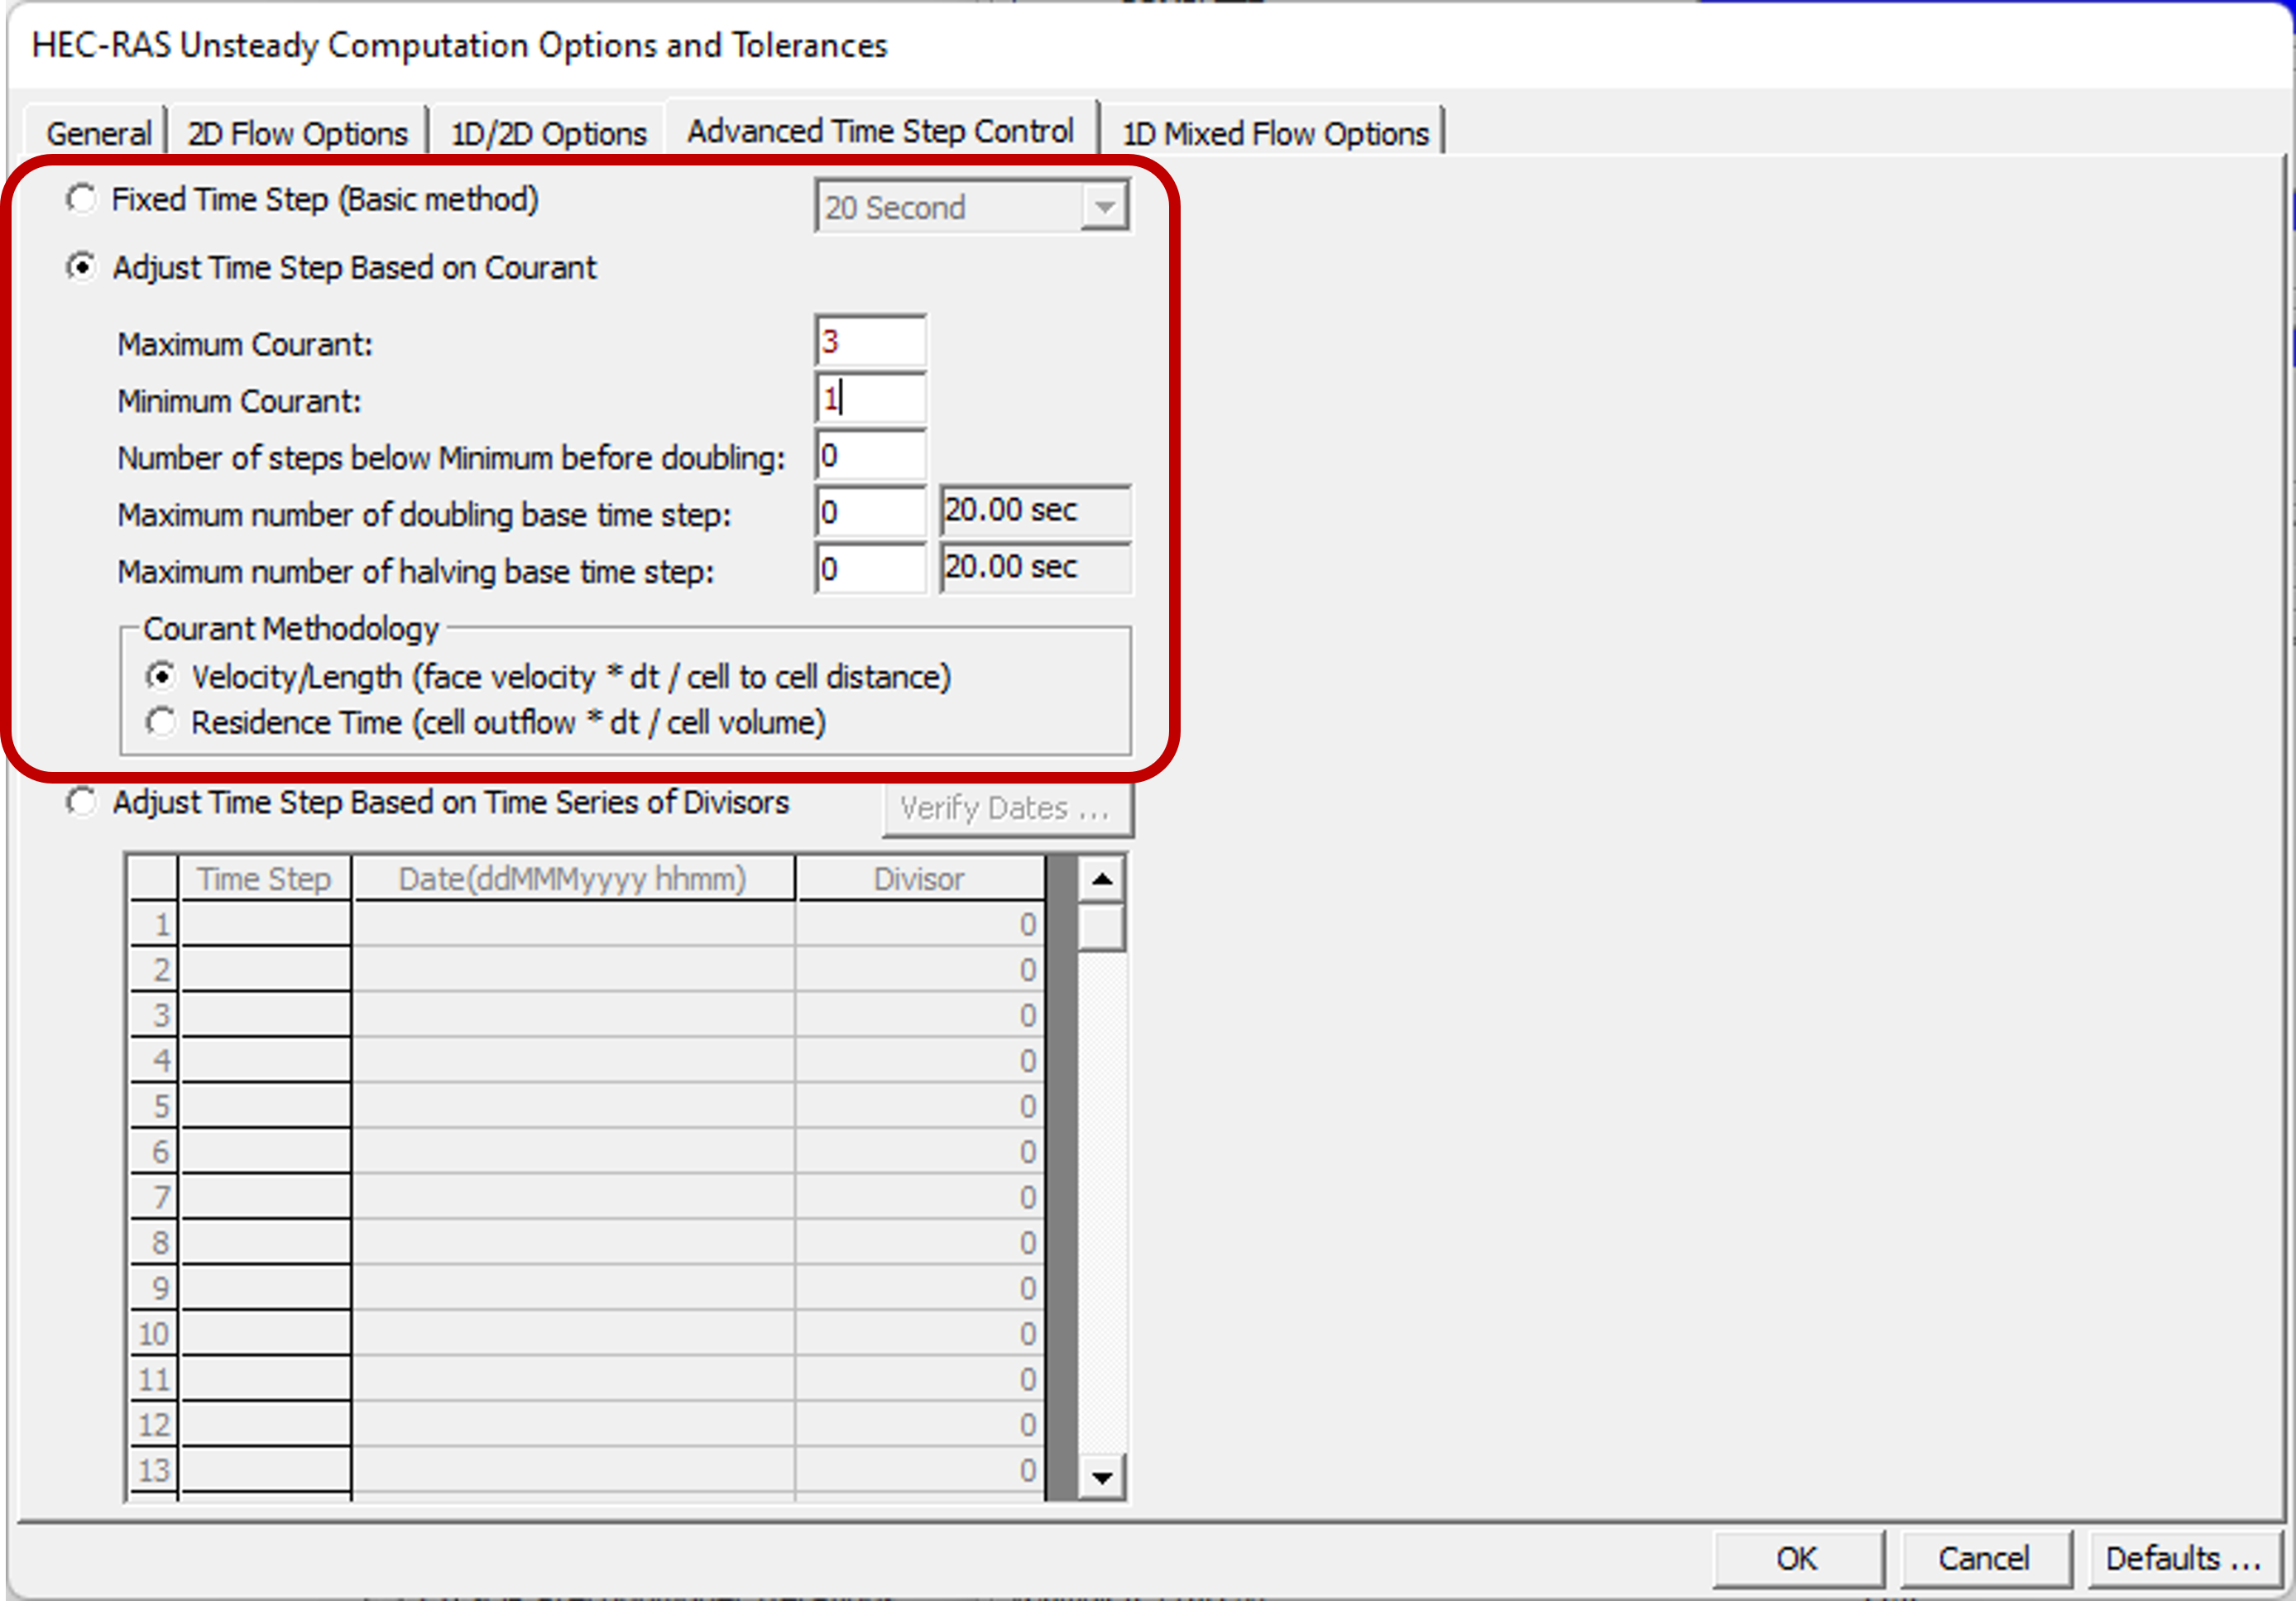 HEC-RAS Unsteady Computation Options and Tolerances
General 2D Flow Options 1D/2D Options Advanced Time Step Control 1D Mixed Flow Options
Fixed Time Step (Basic method) 20 Second
Adjust Time Step Based on Courant
Maximum Courant: 3
Minimum Courant: 1
Number of steps below Minimum before doubling: 0
Maximum number of doubling base time step: 0 20.00 sec
Maximum number of halving base time step: 0 20.00 sec
Courant Methodology
Velocity/Length (face velocity * dt / cell to cell distance)
Residence Time (cell outflow * dt / cell volume)
Adjust Time Step Based on Time Series of Divisors Verify Dates ...
Time Step Date(ddMMMyyyy hhmm) Divisor
1 0
2 0
3 0
4 0
5 0
6 0
7 0
8 0
9 0
10 0
11 0
12 0
13 0
OK Cancel Defaults ...